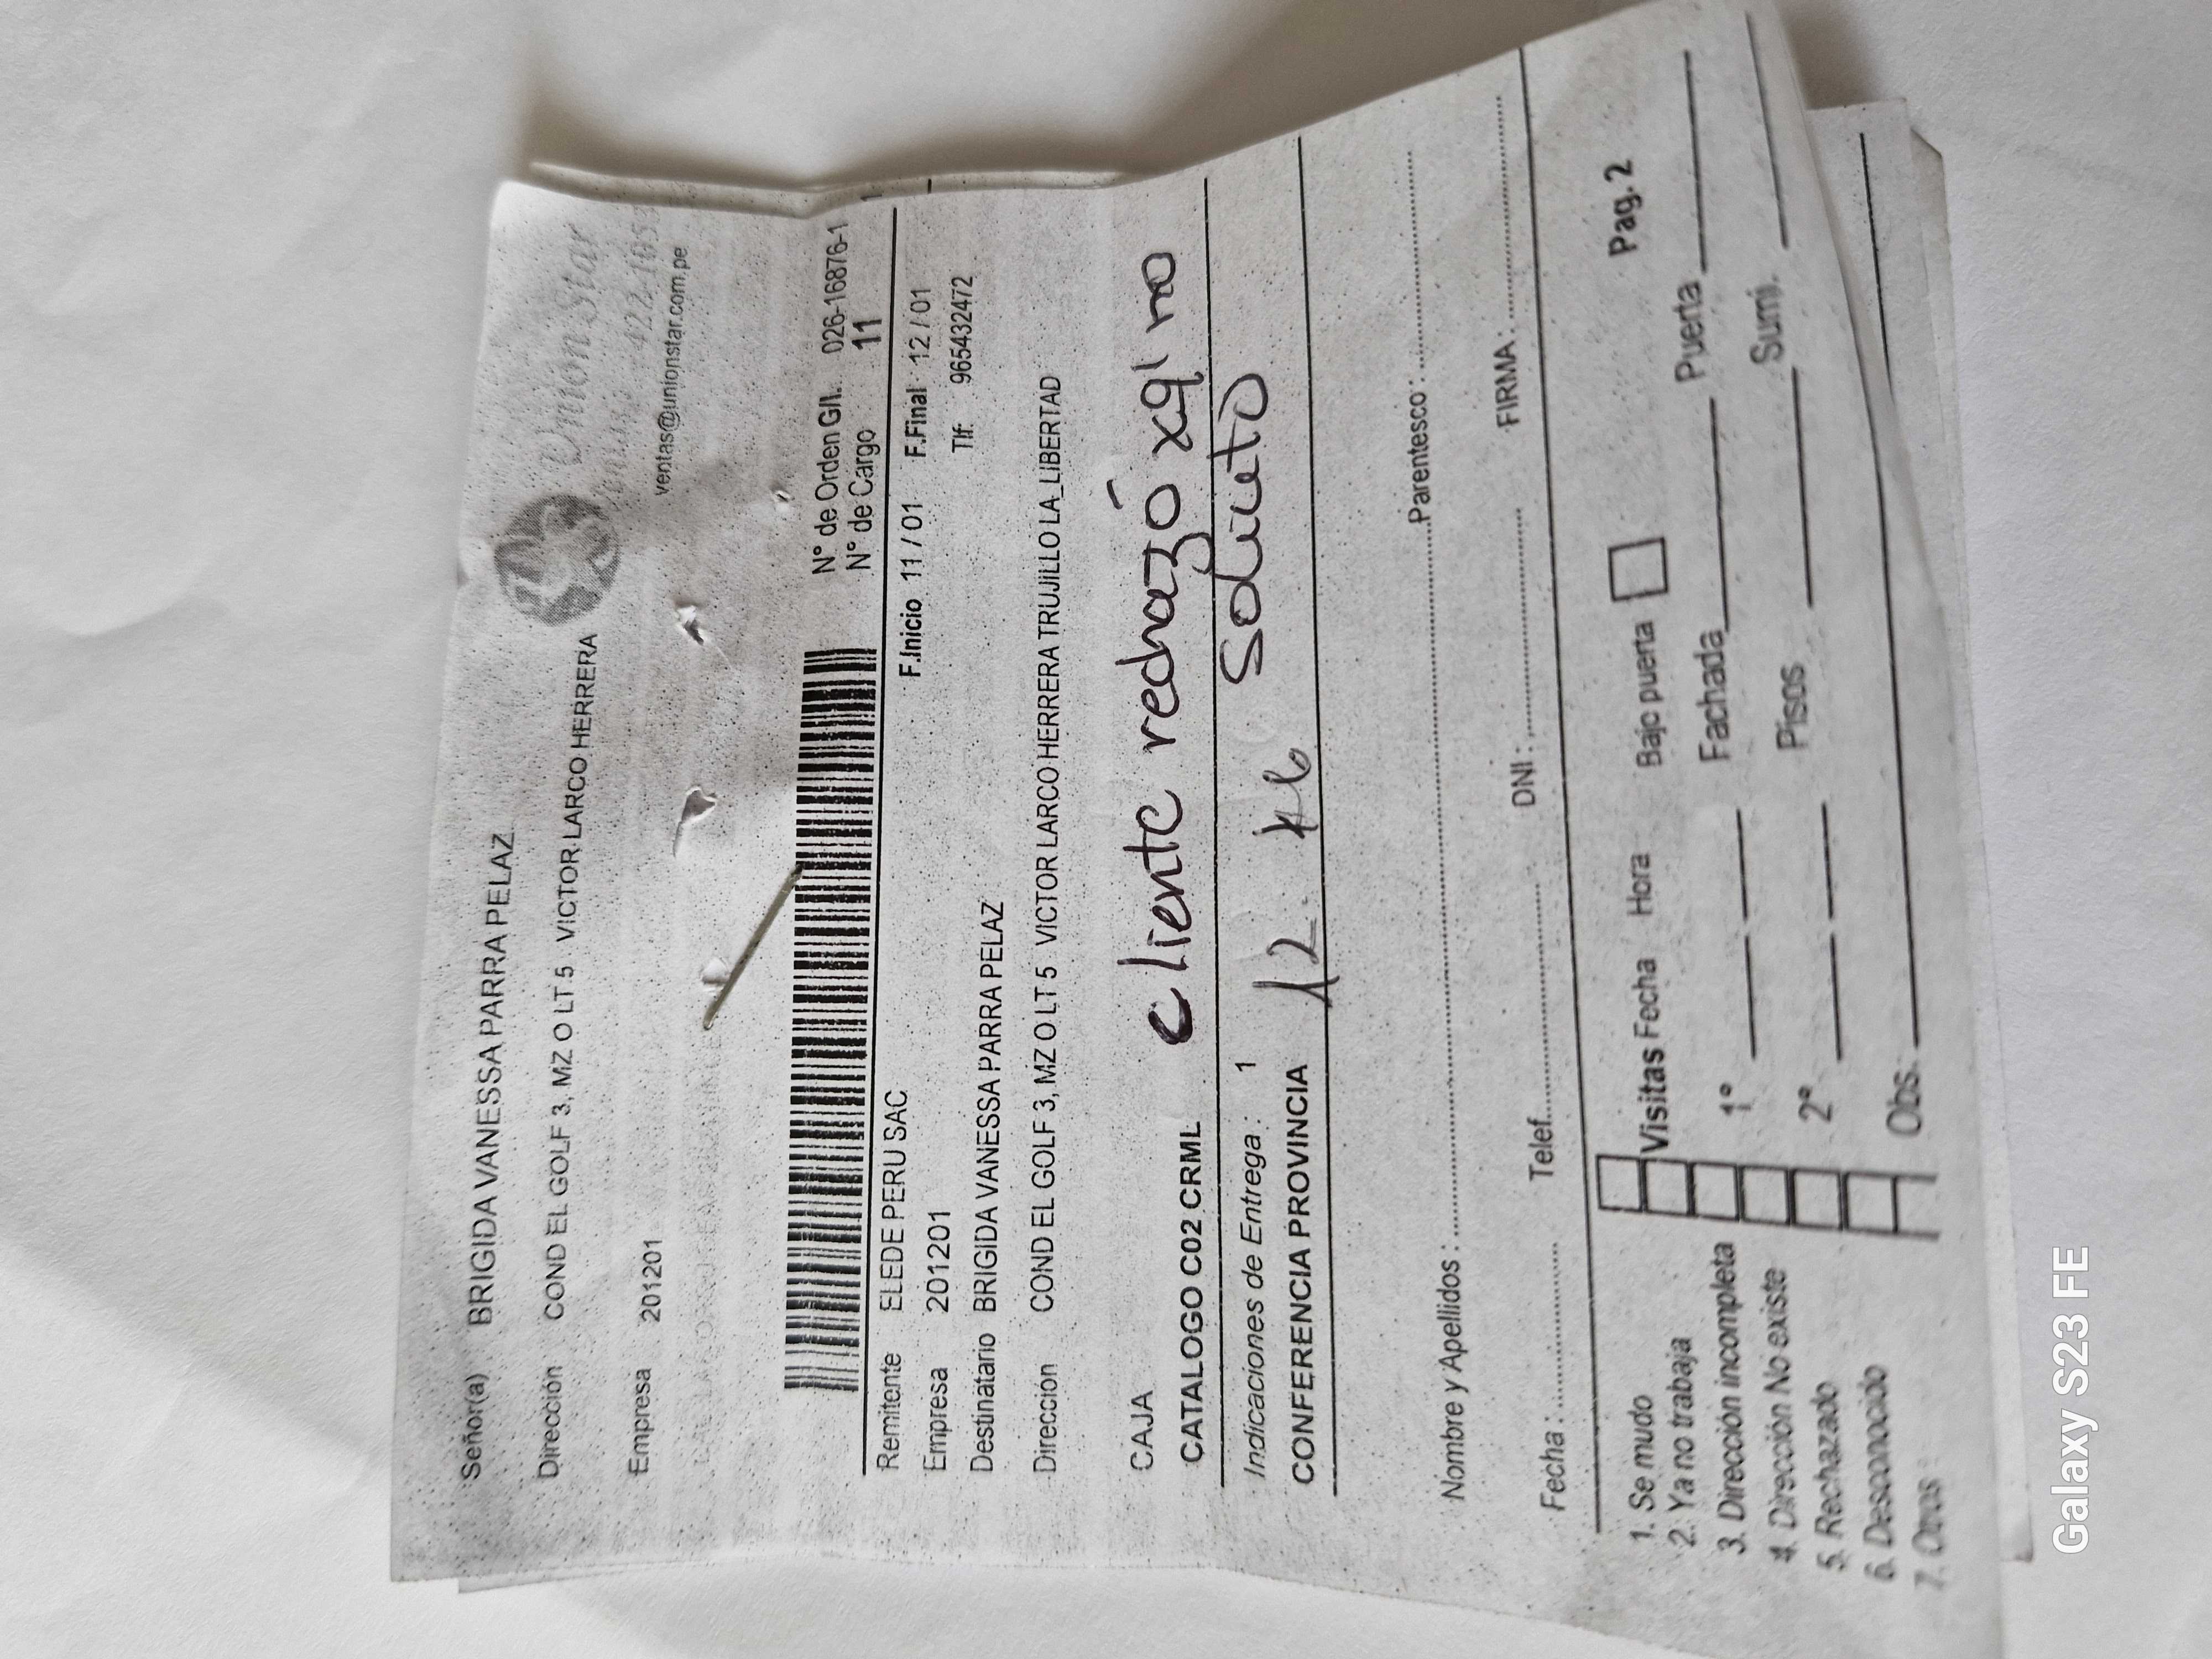 Señor(a) BRIGIDA VANESSA PARRA PELAZ
Unión Star
Dirección COND EL GOLF 3, MZ O LT 5 VICTOR LARCO HERRERA
ventas@unionstar.com.pe
Empresa 201201
N° de Orden G/l. 026-16876-1
N° de Cargo 11
Remitente ELEDE PERU SAC F.Inicio 11 / 01 F.Final 12 / 01
Empresa 201201 Tlf. 965432472
Destinatario BRIGIDA VANESSA PARRA PELAZ
Direccion COND EL GOLF 3, MZ O LT 5 VICTOR LARCO HERRERA TRUJILLO LA_LIBERTAD
CAJA
cliente rechazó xq' no
CATALOGO C02 CRML
solicito
Indicaciones de Entrega : 1
CONFERENCIA PROVINCIA
12
Nombre y Apellidos : Parentesco :
Fecha : Telef. DNI : FIRMA :
1. Se mudo
2. Ya no trabaja
3. Dirección incompleta
4. Dirección No existe
5. Rechazado
6. Desconocido
7. Otros :
Visitas Fecha Hora Bajo puerta Pag. 2
1° Fachada Puerta
2° Pisos Sumi.
Obs.
Galaxy S23 FE